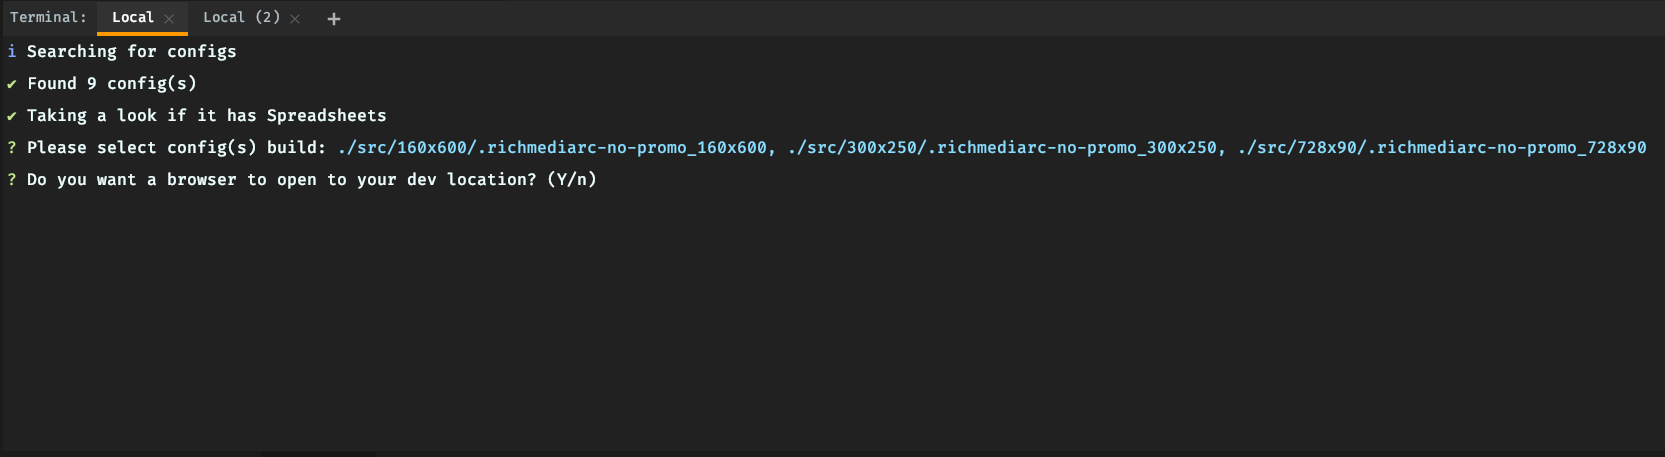 Terminal: Local × Local (2) × +
i Searching for configs
✔ Found 9 config(s)
✔ Taking a look if it has Spreadsheets
? Please select config(s) build: ./src/160x600/.richmediarc-no-promo_160x600, ./src/300x250/.richmediarc-no-promo_300x250, ./src/728x90/.richmediarc-no-promo_728x90
? Do you want a browser to open to your dev location? (Y/n)